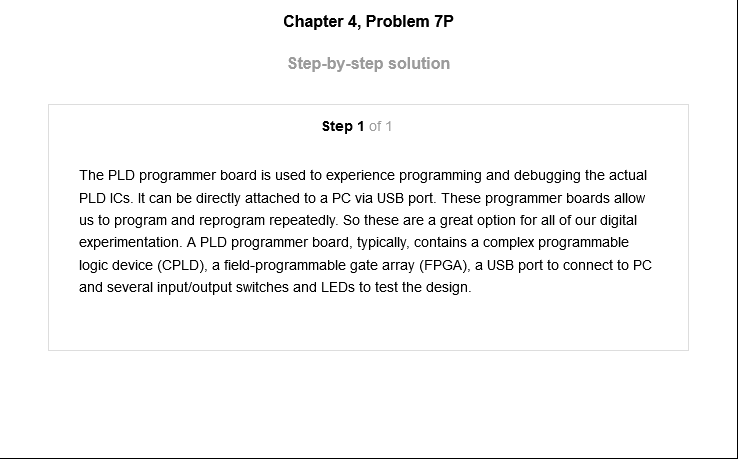 Chapter 4, Problem 7P
Step-by-step solution
Step 1 of 1
The PLD programmer board is used to experience programming and debugging the actual
PLD ICs. It can be directly attached to a PC via USB port. These programmer boards allow
us to program and reprogram repeatedly. So these are a great option for all of our digital
experimentation. A PLD programmer board, typically, contains a complex programmable
logic device (CPLD), a field-programmable gate array (FPGA), a USB port to connect to PC
and several input/output switches and LEDs to test the design.